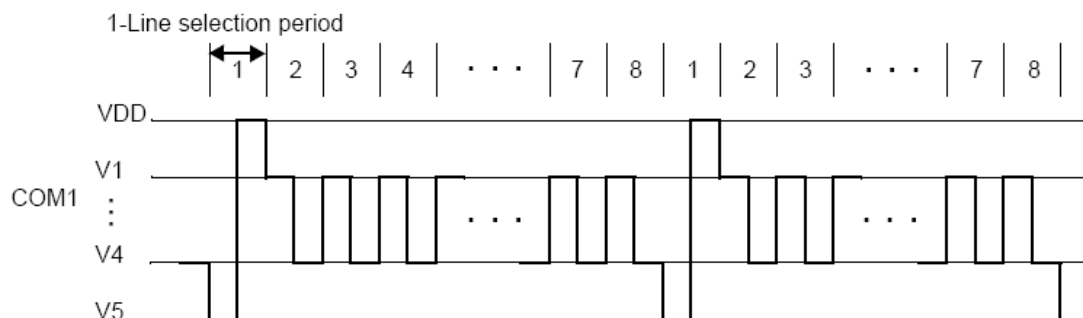 1-Line selection period
1 2 3 4 · · · 7 8 1 2 3 · · · 7 8
VDD
V1
COM1
⋮
· · · · · ·
V4
V5